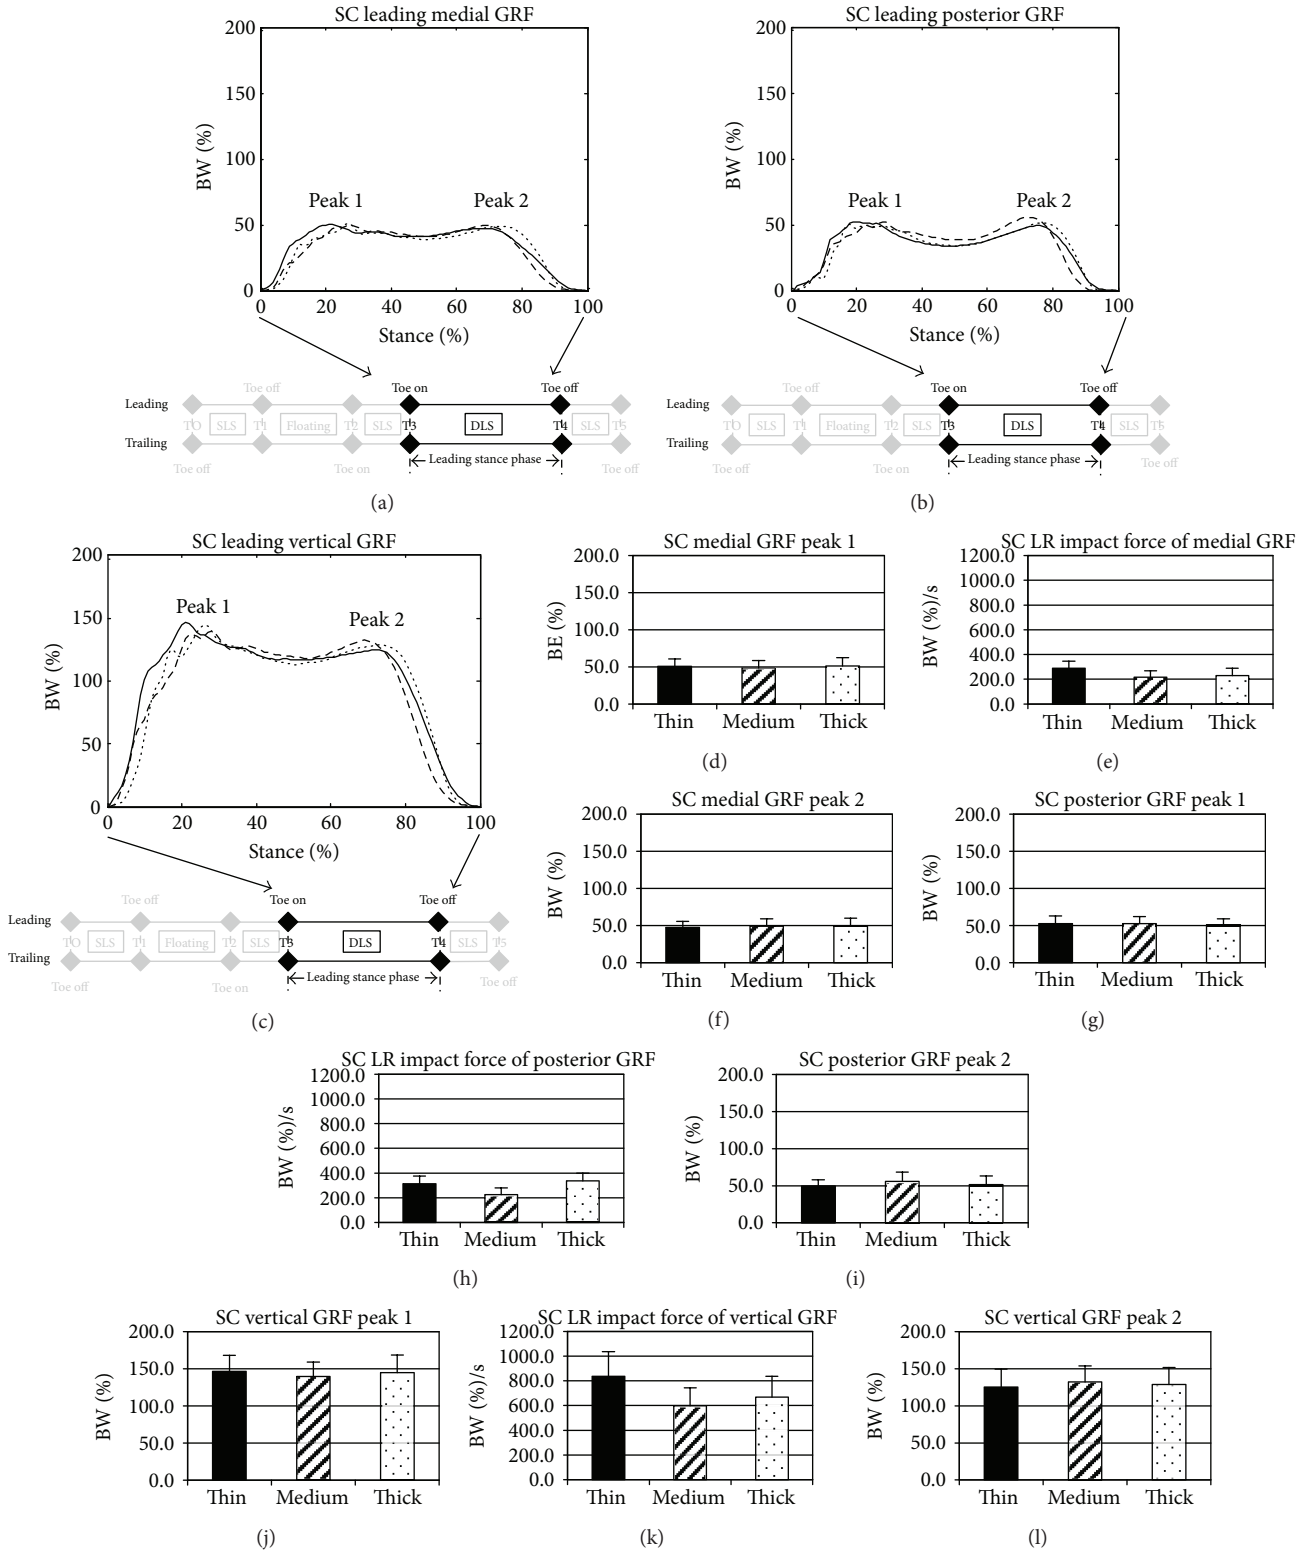 SC leading medial GRF
200
150
100
50
0
BW (%)
Peak 1
Peak 2
0 20 40 60 80 100
Stance (%)
Toe off
Toe on
Toe off
Leading
TO SLS T1 Floating T2 SLS T3 DLS T4 SLS T5
Trailing
Toe off
Toe on
Leading stance phase
Toe off
(a)
SC leading posterior GRF
200
150
100
50
0
BW (%)
Peak 1
Peak 2
0 20 40 60 80 100
Stance (%)
Toe off
Toe on
Toe off
Leading
TO SLS T1 Floating T2 SLS T3 DLS T4 SLS T5
Trailing
Toe off
Toe on
Leading stance phase
Toe off
(b)
SC leading vertical GRF
200
150
100
50
0
BW (%)
Peak 1
Peak 2
0 20 40 60 80 100
Stance (%)
Toe off
Toe on
Toe off
Leading
TO SLS T1 Floating T2 SLS T3 DLS T4 SLS T5
Trailing
Toe off
Toe on
Leading stance phase
Toe off
(c)
SC medial GRF peak 1
200.0
150.0
100.0
50.0
0.0
BE (%)
Thin Medium Thick
(d)
SC LR impact force of medial GRF
1200.0
1000.0
800.0
600.0
400.0
200.0
0.0
BW (%)/s
Thin Medium Thick
(e)
SC medial GRF peak 2
200.0
150.0
100.0
50.0
0.0
BW (%)
Thin Medium Thick
(f)
SC posterior GRF peak 1
200.0
150.0
100.0
50.0
0.0
BW (%)
Thin Medium Thick
(g)
SC LR impact force of posterior GRF
1200.0
1000.0
800.0
600.0
400.0
200.0
0.0
BW (%)/s
Thin Medium Thick
(h)
SC posterior GRF peak 2
200.0
150.0
100.0
50.0
0.0
BW (%)
Thin Medium Thick
(i)
SC vertical GRF peak 1
200.0
150.0
100.0
50.0
0.0
BW (%)
Thin Medium Thick
(j)
SC LR impact force of vertical GRF
1200.0
1000.0
800.0
600.0
400.0
200.0
0.0
BW (%)/s
Thin Medium Thick
(k)
SC vertical GRF peak 2
200.0
150.0
100.0
50.0
0.0
BW (%)
Thin Medium Thick
(l)